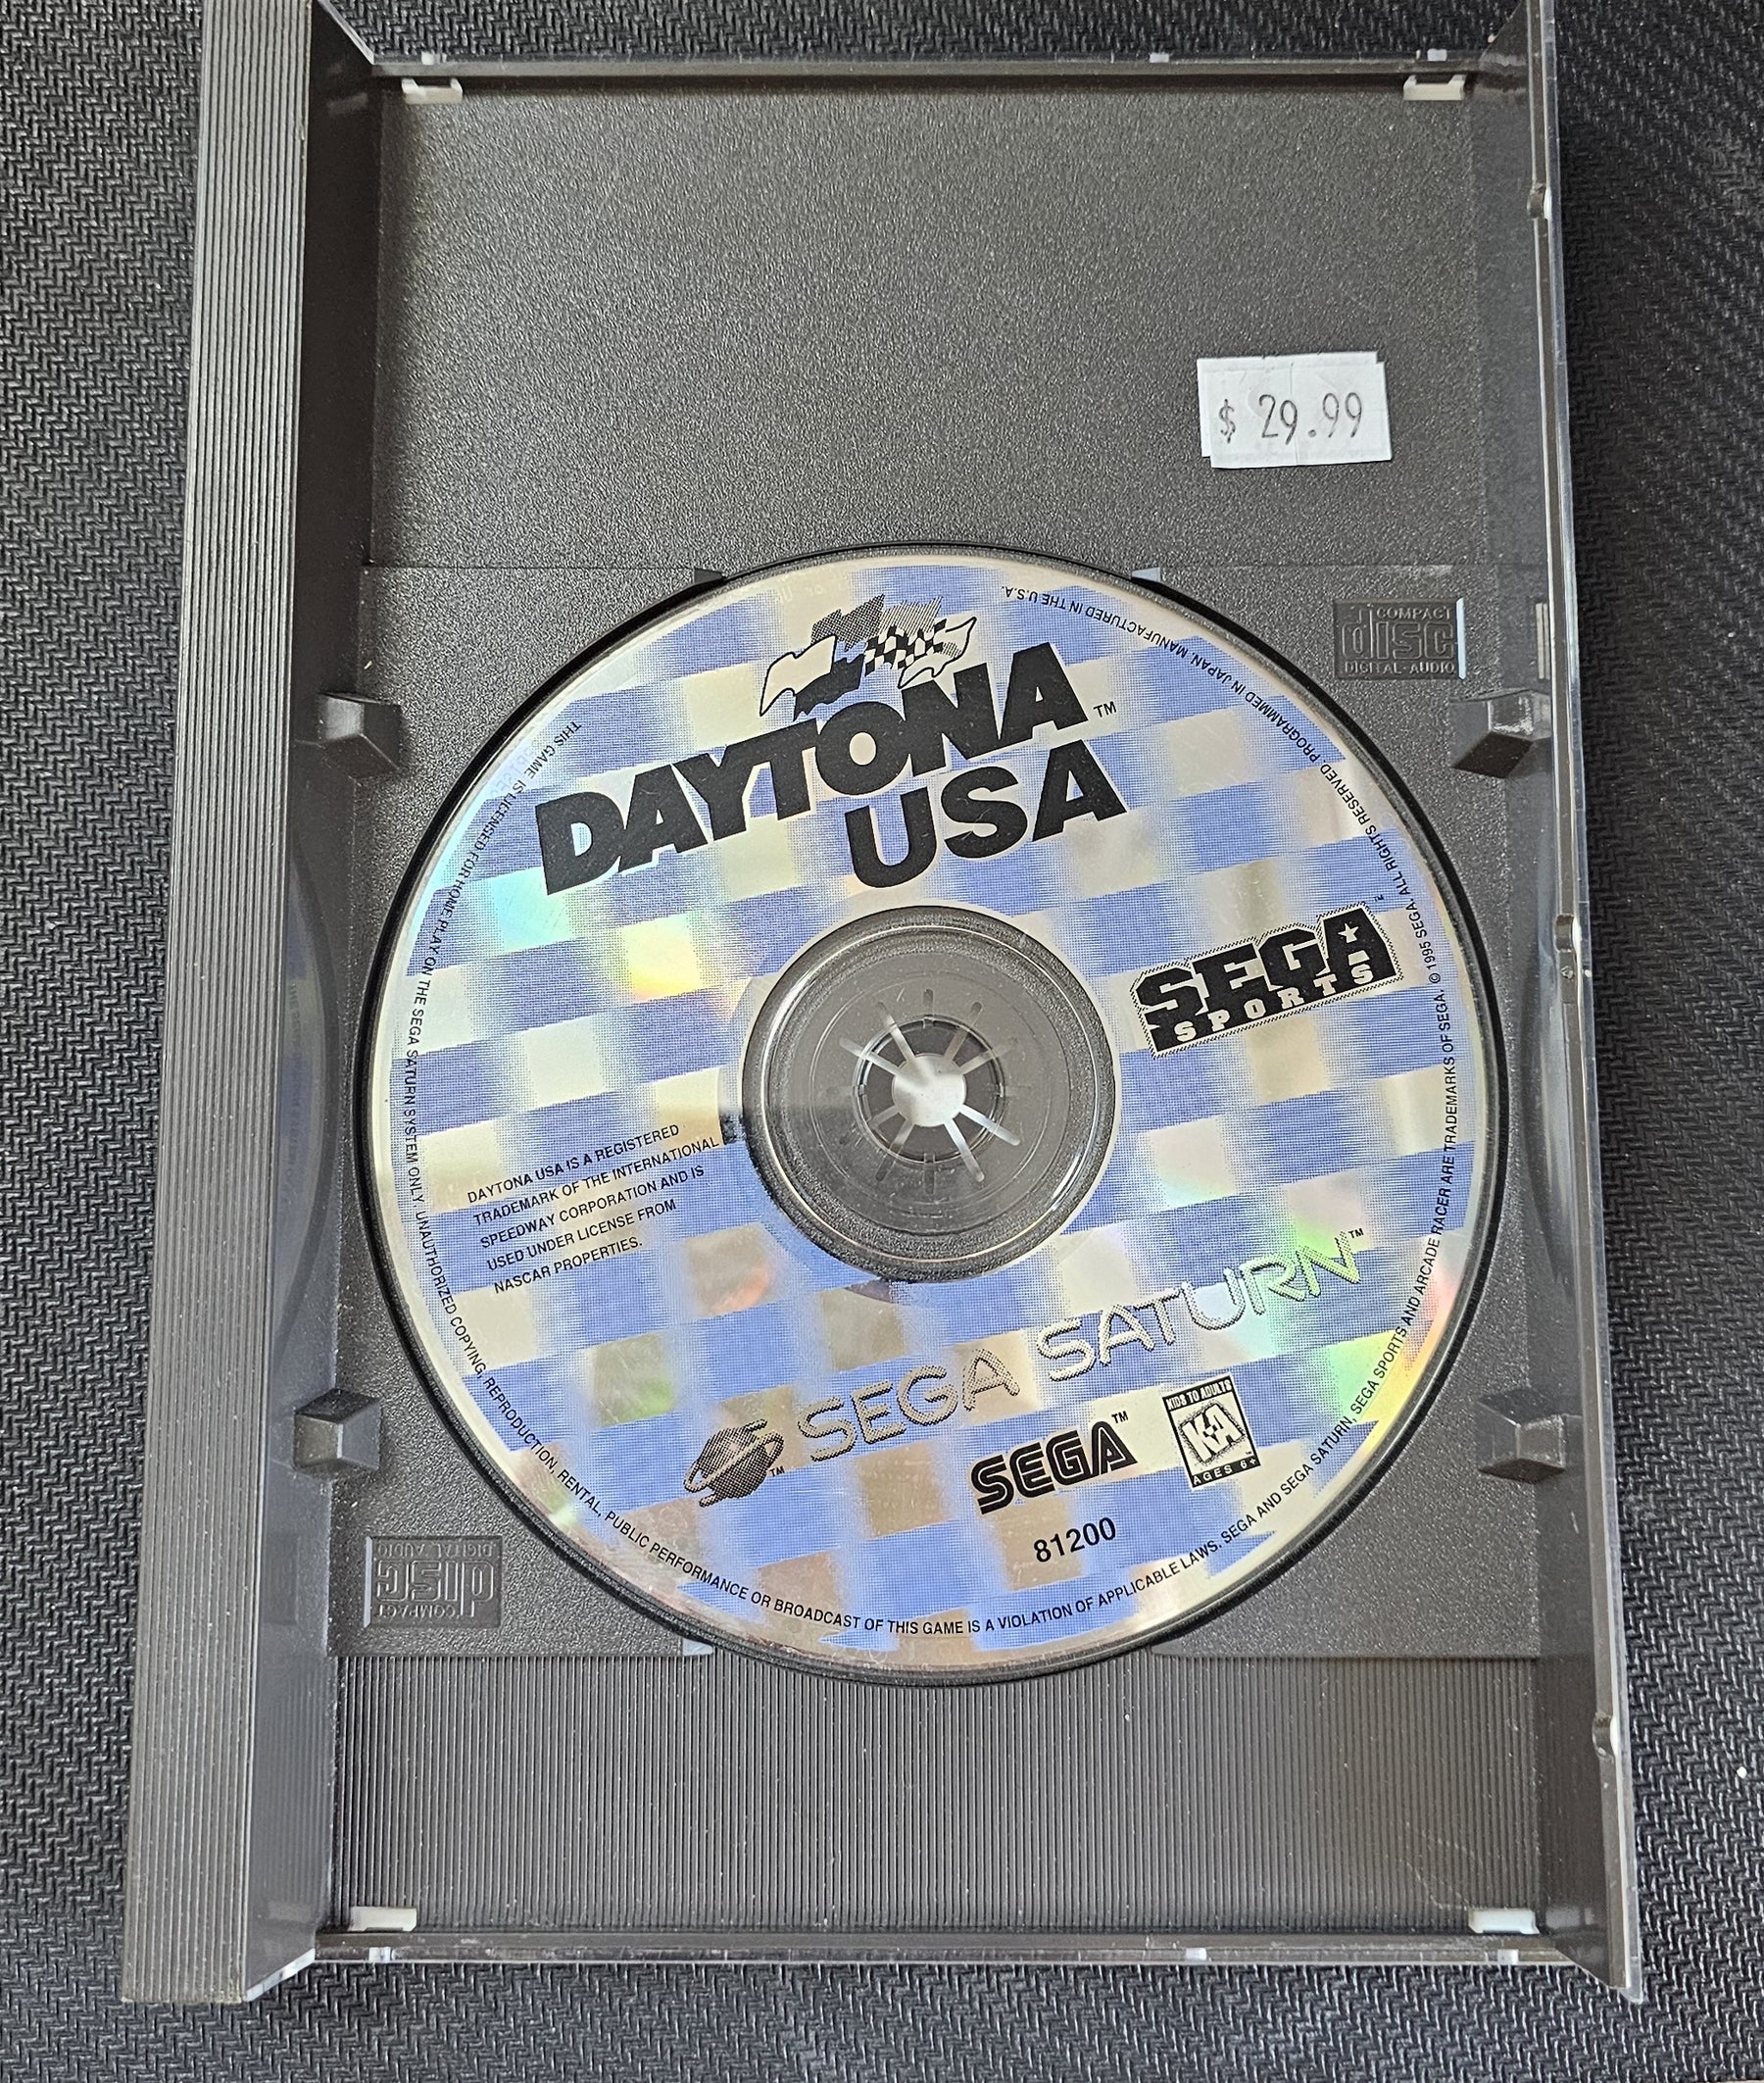 $ 29.99
COMPACT
disc
DIGITAL AUDIO
DAYTONA™
USA
SEGA
SPORTS
DAYTONA USA IS A REGISTERED
TRADEMARK OF THE INTERNATIONAL
SPEEDWAY CORPORATION AND IS
USED UNDER LICENSE FROM
NASCAR PROPERTIES.
™ SEGA SATURN™
SEGA™
KIDS TO ADULTS
KA
AGES 6+
81200
THIS GAME IS LICENSED FOR HOME PLAY ON THE SEGA SATURN SYSTEM ONLY. UNAUTHORIZED COPYING, REPRODUCTION, RENTAL, PUBLIC PERFORMANCE OR BROADCAST OF THIS GAME IS A VIOLATION OF APPLICABLE LAWS. SEGA AND SEGA SATURN, SEGA SPORTS AND ARCADE RACER ARE TRADEMARKS OF SEGA. © 1995 SEGA. ALL RIGHTS RESERVED PROGRAMMED IN JAPAN. MANUFACTURED IN THE U.S.A.
COMPACT
disc
DIGITAL AUDIO